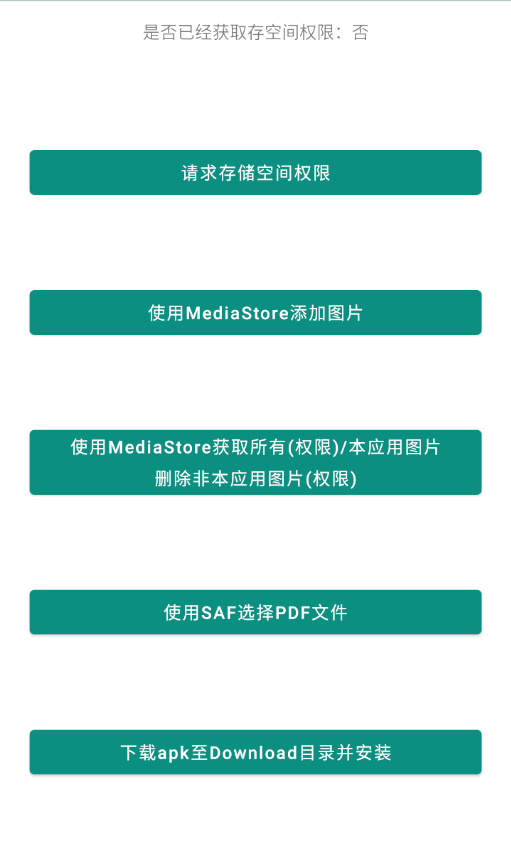 是否已经获取存空间权限：否
请求存储空间权限
使用MediaStore添加图片
使用MediaStore获取所有(权限)/本应用图片
删除非本应用图片(权限)
使用SAF选择PDF文件
下载apk至Download目录并安装